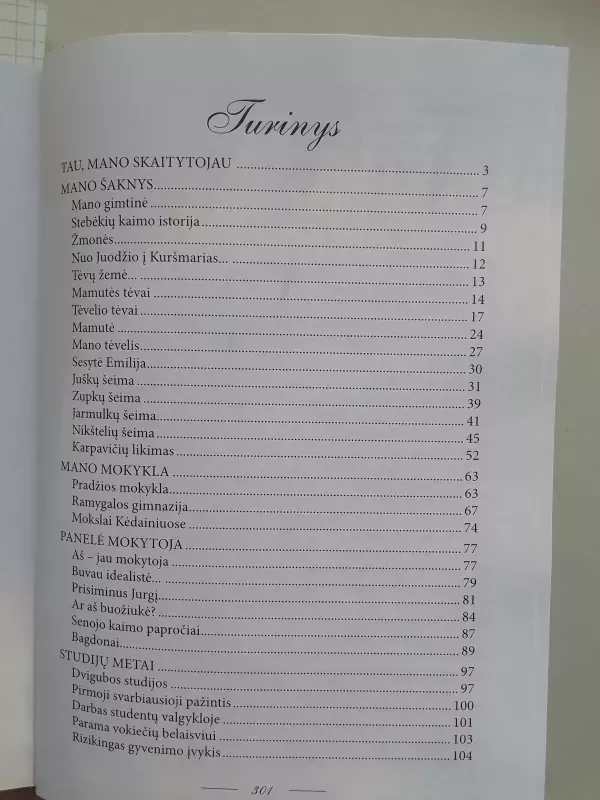 Turinys
TAU, MANO SKAITYTOJAU ........ 3
MANO ŠAKNYS ........ 7
Mano gimtinė ........ 7
Stebėkių kaimo istorija ........ 9
Žmonės ........ 11
Nuo Juodžio į Kuršmarias... ........ 12
Tėvų žemė... ........ 13
Mamutės tėvai ........ 14
Tėvelio tėvai ........ 17
Mamutė ........ 24
Mano tėvelis ........ 27
Sesytė Emilija ........ 30
Juškų šeima ........ 31
Zupkų šeima ........ 39
Jarmulkų šeima ........ 41
Nikštelių šeima ........ 45
Karpavičių likimas ........ 52
MANO MOKYKLA ........ 63
Pradžios mokykla ........ 63
Ramygalos gimnazija ........ 67
Mokslai Kėdainiuose ........ 74
PANELĖ MOKYTOJA ........ 77
Aš – jau mokytoja ........ 77
Buvau idealistė... ........ 79
Prisiminus Jurgį ........ 81
Ar aš buožiukė? ........ 84
Senojo kaimo papročiai ........ 87
Bagdonai ........ 89
STUDIJŲ METAI ........ 97
Dvigubos studijos ........ 97
Pirmoji svarbiausioji pažintis ........ 100
Darbas studentų valgykloje ........ 101
Parama vokiečių belaisviui ........ 103
Rizikingas gyvenimo įvykis ........ 104
301